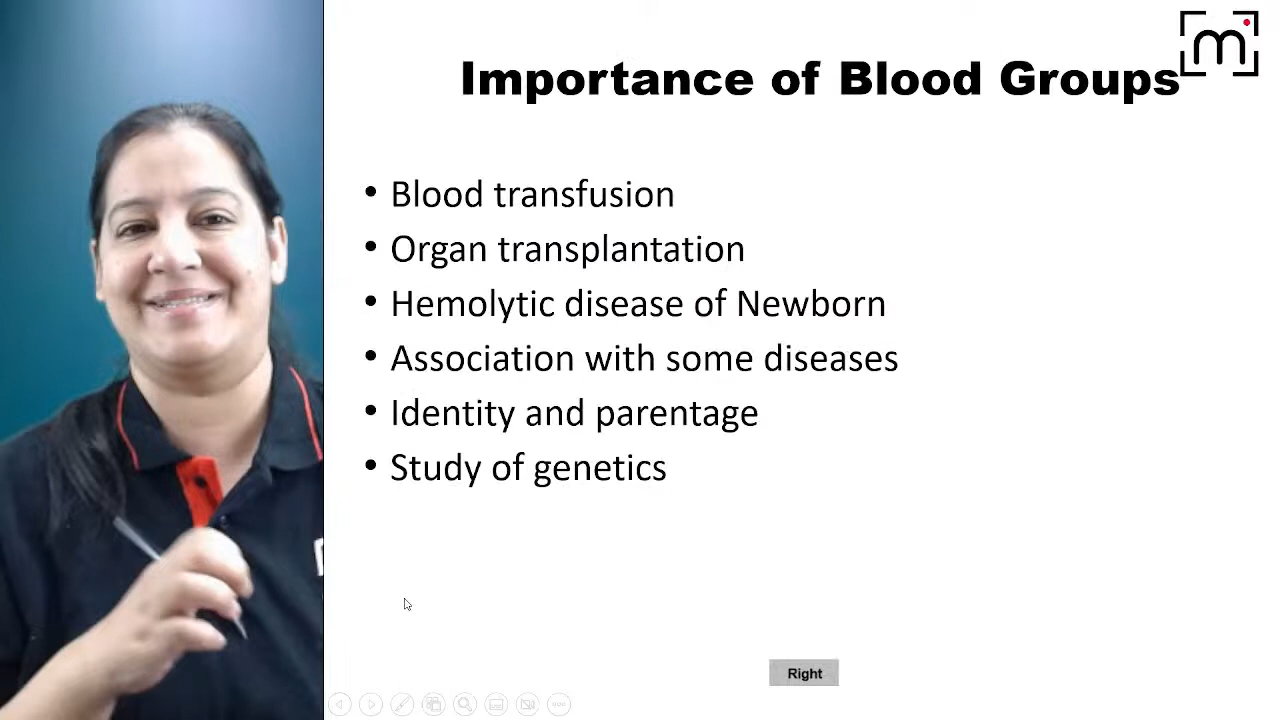 Importance of Blood Groups
• Blood transfusion
• Organ transplantation
• Hemolytic disease of Newborn
• Association with some diseases
• Identity and parentage
• Study of genetics
Right